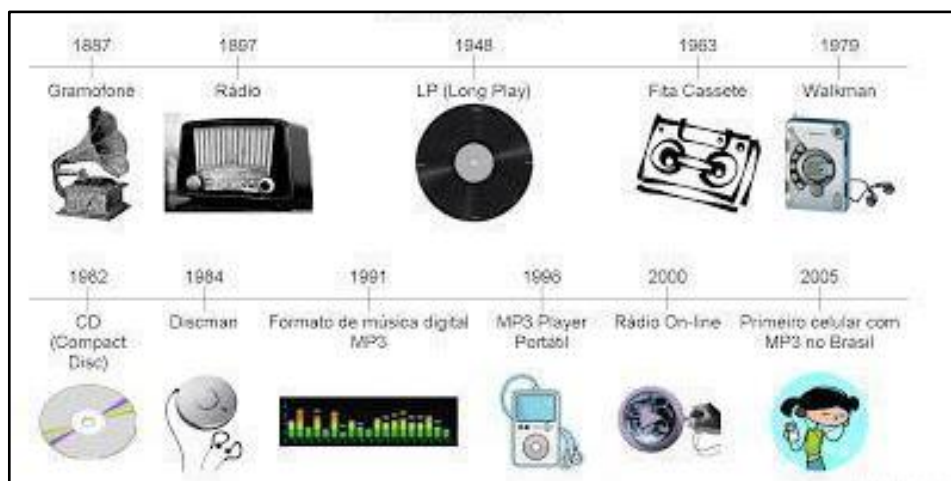 1887 1897 1948 1963 1979
Gramofone Rádio LP (Long Play) Fita Cassete Walkman
1982 1984 1991 1996 2000 2005
CD (Compact Disc) Discman Formato de música digital MP3 MP3 Player Portátil Rádio On-line Primeiro celular com MP3 no Brasil